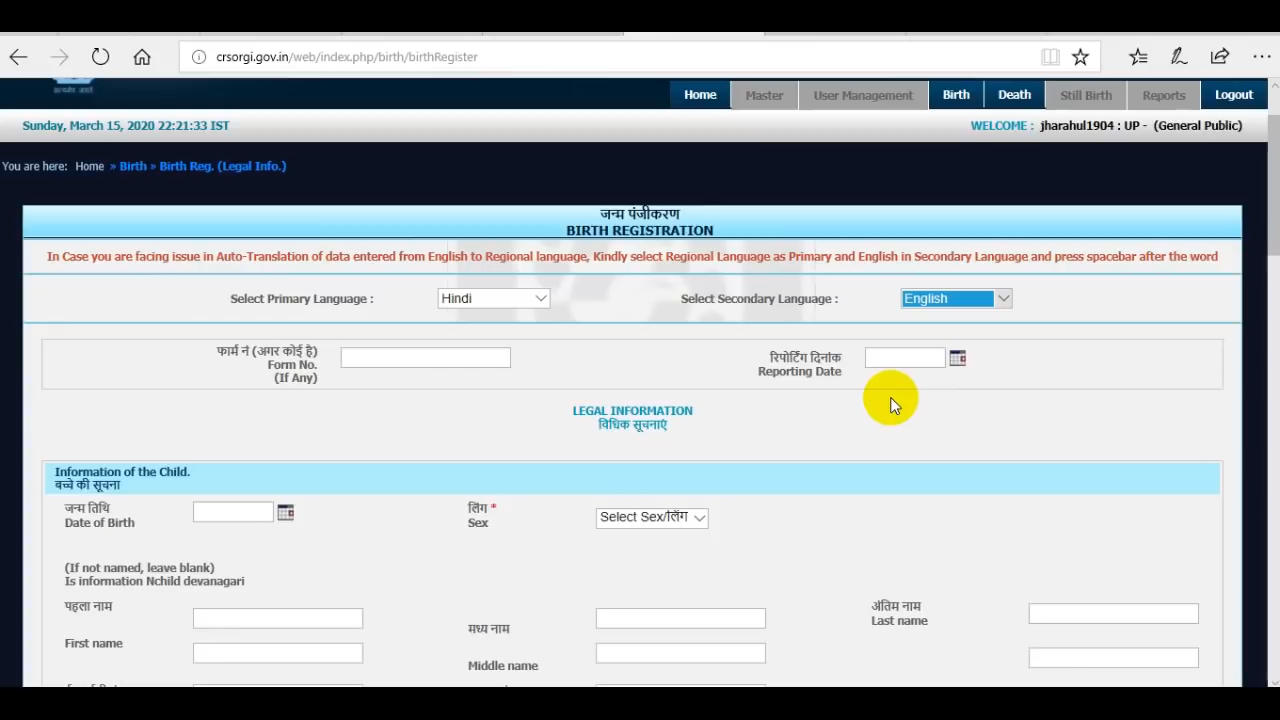 crsorgi.gov.in/web/index.php/birth/birthRegister
Home Master User Management Birth Death Still Birth Reports Logout
Sunday, March 15, 2020 22:21:33 IST WELCOME : jharahul1904 : UP - (General Public)
You are here: Home » Birth » Birth Reg. (Legal Info.)
जन्म पंजीकरण
BIRTH REGISTRATION
In Case you are facing issue in Auto-Translation of data entered from English to Regional language, Kindly select Regional Language as Primary and English in Secondary Language and press spacebar after the word
Select Primary Language : Hindi Select Secondary Language : English
फार्म नं (अगर कोई है)
Form No.
(If Any)
रिपोर्टिंग दिनांक
Reporting Date
LEGAL INFORMATION
विधिक सूचनाएं
Information of the Child.
बच्चे की सूचना
जन्म तिथि
Date of Birth
लिंग *
Sex
Select Sex/लिंग
(If not named, leave blank)
Is information Nchild devanagari
पहला नाम
First name
मध्य नाम
Middle name
अंतिम नाम
Last name